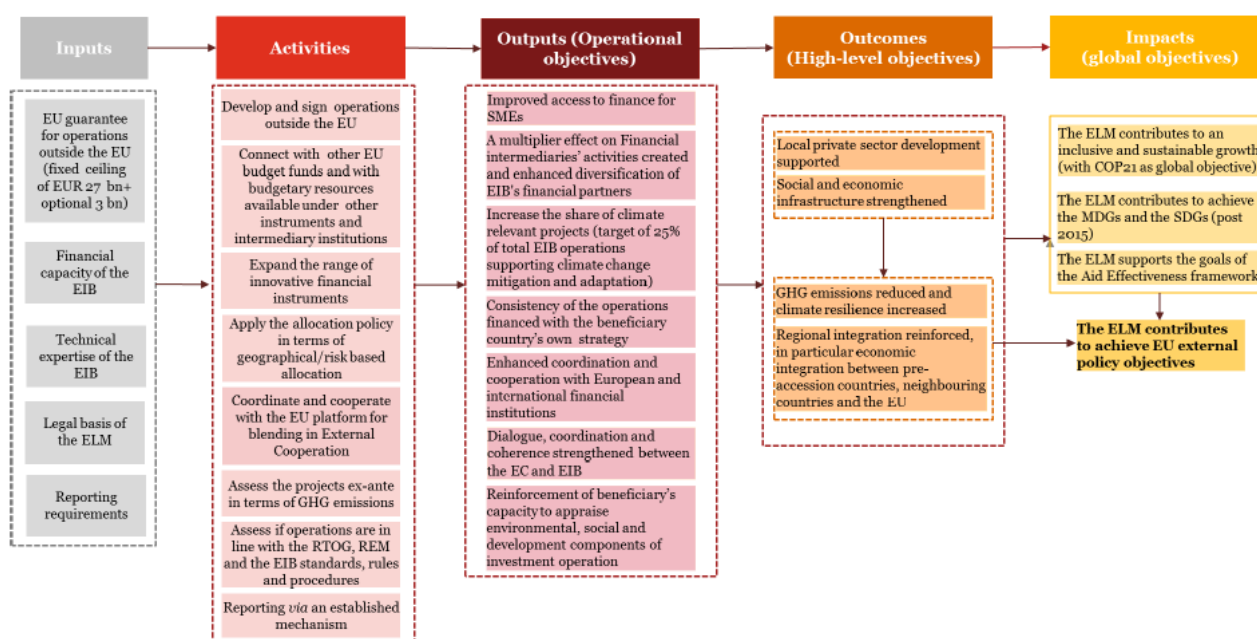 Inputs
Activities
Outputs (Operational
objectives)
Outcomes
(High-level objectives)
Impacts
(global objectives)
EU guarantee
for operations
outside the EU
(fixed ceiling
of EUR 27 bn+
optional 3 bn)
Financial
capacity of the
EIB
Technical
expertise of the
EIB
Legal basis
of the ELM
Reporting
requirements
Develop and sign operations
outside the EU
Connect with other EU
budget funds and with
budgetary resources
available under other
instruments and
intermediary institutions
Expand the range of
innovative financial
instruments
Apply the allocation policy
in terms of
geographical/risk based
allocation
Coordinate and cooperate
with the EU platform for
blending in External
Cooperation
Assess the projects ex-ante
in terms of GHG emissions
Assess if operations are in
line with the RTOG, REM
and the EIB standards, rules
and procedures
Reporting via an established
mechanism
Improved access to finance for
SMEs
A multiplier effect on Financial
intermediaries' activities created
and enhanced diversification of
EIB's financial partners
Increase the share of climate
relevant projects (target of 25%
of total EIB operations
supporting climate change
mitigation and adaptation)
Consistency of the operations
financed with the beneficiary
country's own strategy
Enhanced coordination and
cooperation with European and
international financial
institutions
Dialogue, coordination and
coherence strengthened between
the EC and EIB
Reinforcement of beneficiary's
capacity to appraise
environmental, social and
development components of
investment operation
Local private sector development
supported
Social and economic
infrastructure strengthened
GHG emissions reduced and
climate resilience increased
Regional integration reinforced,
in particular economic
integration between pre-
accession countries, neighbouring
countries and the EU
The ELM contributes to an
inclusive and sustainable growth
(with COP21 as global objective)
The ELM contributes to achieve
the MDGs and the SDGs (post
2015)
The ELM supports the goals of
the Aid Effectiveness framework
The ELM contributes
to achieve EU external
policy objectives